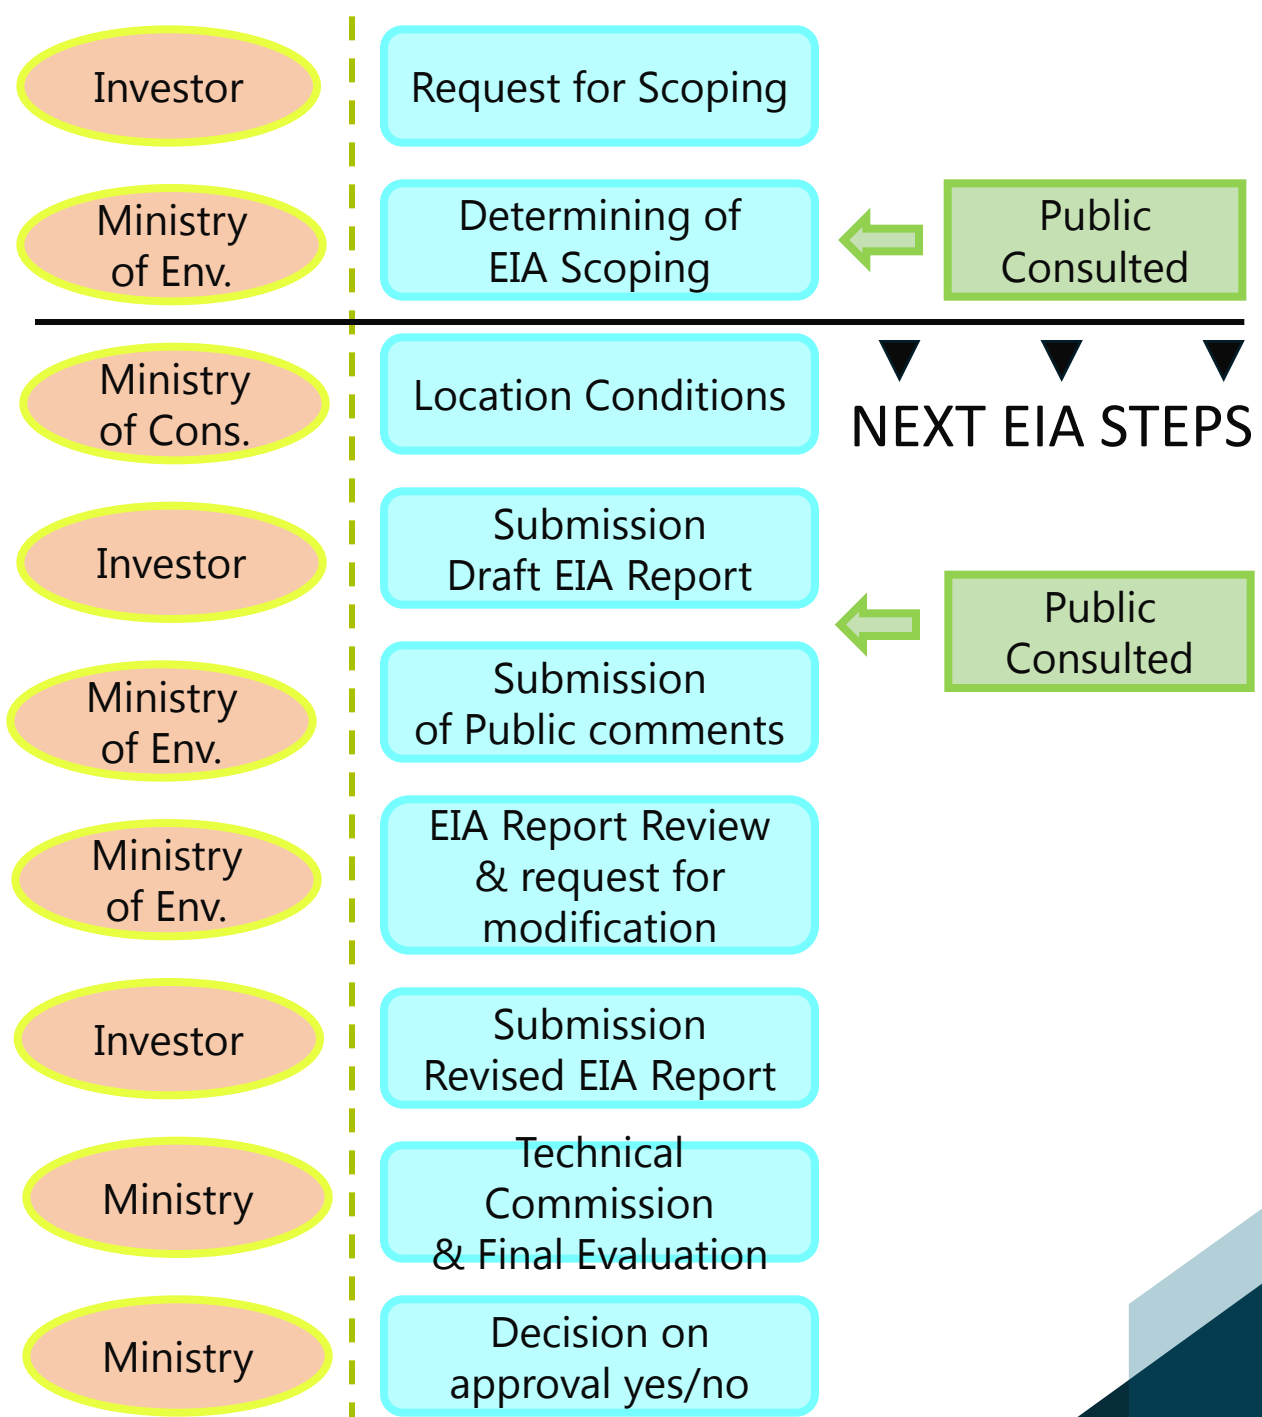 Investor
Request for Scoping
Ministry
of Env.
Determining of
EIA Scoping
Public
Consulted
Ministry
of Cons.
Location Conditions
NEXT EIA STEPS
Investor
Submission
Draft EIA Report
Public
Consulted
Ministry
of Env.
Submission
of Public comments
Ministry
of Env.
EIA Report Review
& request for
modification
Investor
Submission
Revised EIA Report
Ministry
Technical
Commission
& Final Evaluation
Ministry
Decision on
approval yes/no